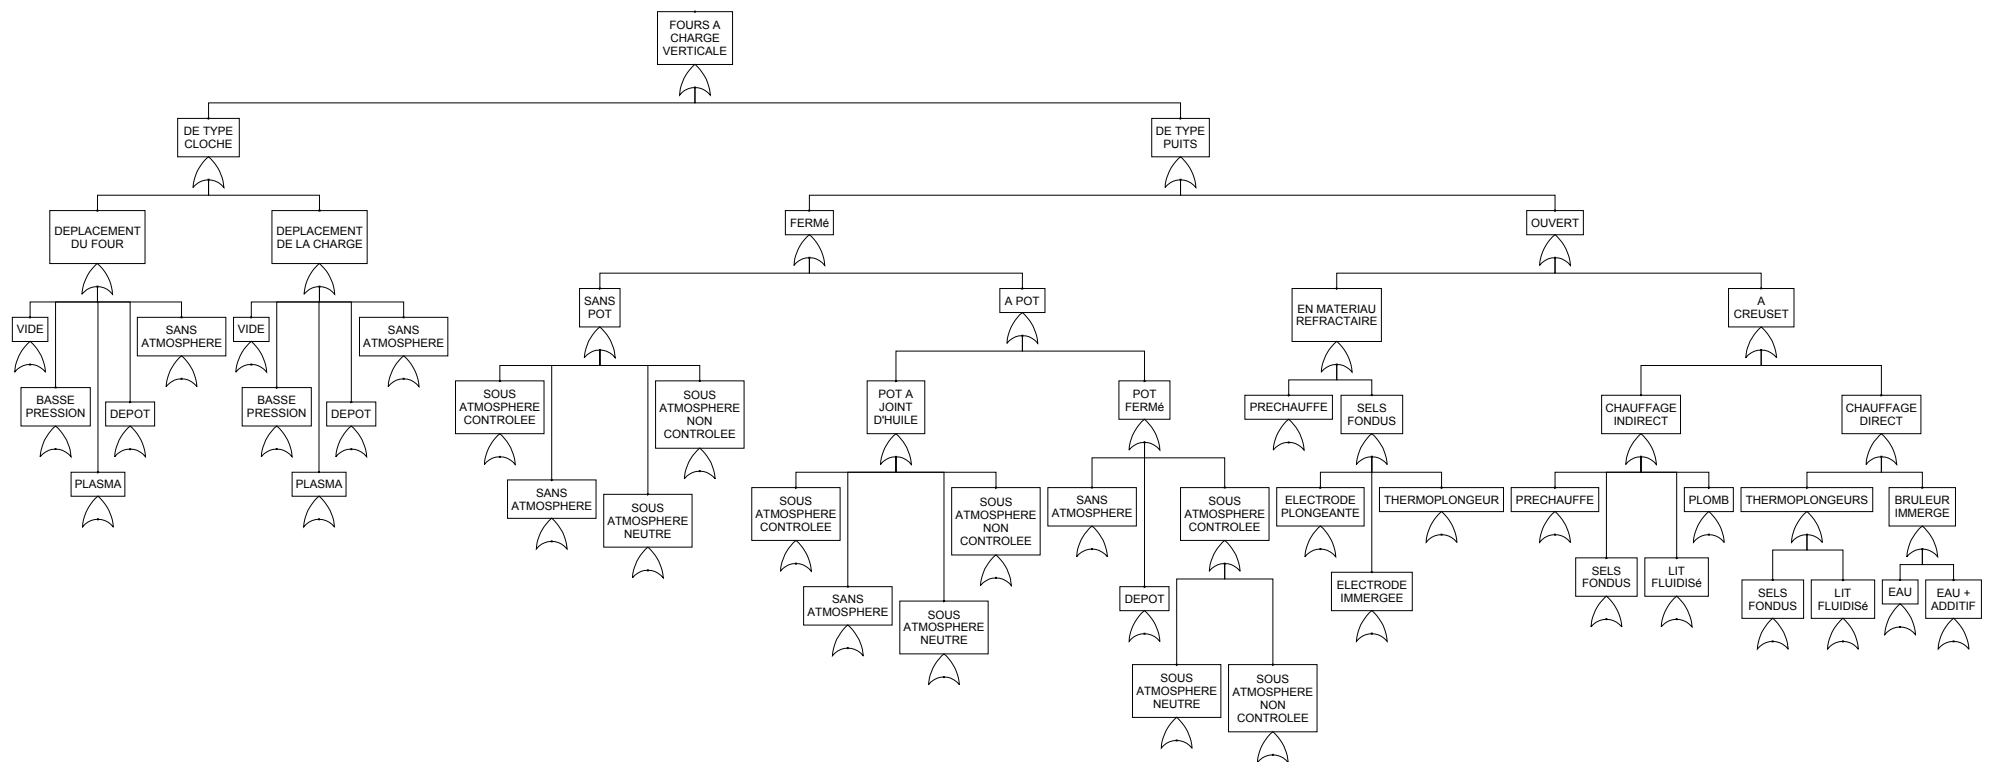 FOURS A
CHARGE
VERTICALE
DE TYPE
CLOCHE
DE TYPE
PUITS
DEPLACEMENT
DU FOUR
DEPLACEMENT
DE LA CHARGE
FERMé
OUVERT
VIDE
BASSE
PRESSION
PLASMA
DEPOT
SANS
ATMOSPHERE
VIDE
BASSE
PRESSION
PLASMA
DEPOT
SANS
ATMOSPHERE
SANS
POT
A POT
EN MATERIAU
REFRACTAIRE
A
CREUSET
SOUS
ATMOSPHERE
CONTROLEE
SANS
ATMOSPHERE
SOUS
ATMOSPHERE
NEUTRE
SOUS
ATMOSPHERE
NON
CONTROLEE
POT A
JOINT
D'HUILE
POT
FERMé
PRECHAUFFE
SELS
FONDUS
CHAUFFAGE
INDIRECT
CHAUFFAGE
DIRECT
SOUS
ATMOSPHERE
CONTROLEE
SANS
ATMOSPHERE
SOUS
ATMOSPHERE
NEUTRE
SOUS
ATMOSPHERE
NON
CONTROLEE
SANS
ATMOSPHERE
DEPOT
SOUS
ATMOSPHERE
CONTROLEE
SOUS
ATMOSPHERE
NEUTRE
SOUS
ATMOSPHERE
NON
CONTROLEE
ELECTRODE
PLONGEANTE
ELECTRODE
IMMERGEE
THERMOPLONGEUR
PRECHAUFFE
SELS
FONDUS
LIT
FLUIDISé
PLOMB
THERMOPLONGEURS
BRULEUR
IMMERGE
SELS
FONDUS
LIT
FLUIDISé
EAU
EAU +
ADDITIF